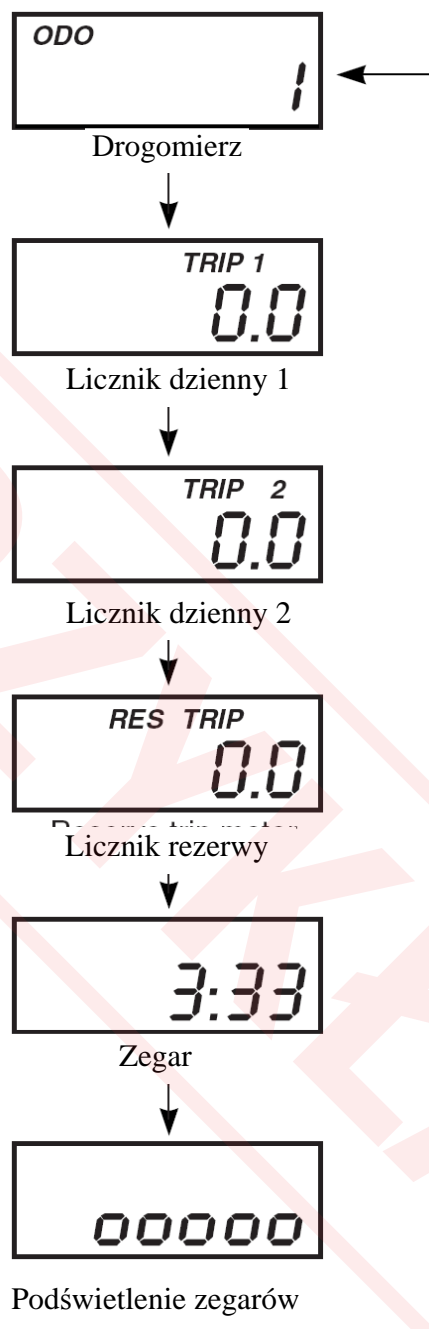 ODO
1
Drogomierz
TRIP 1
0.0
Licznik dzienny 1
TRIP 2
0.0
Licznik dzienny 2
RES TRIP
0.0
Licznik rezerwy
3:33
Zegar
ooooo
Podświetlenie zegarów